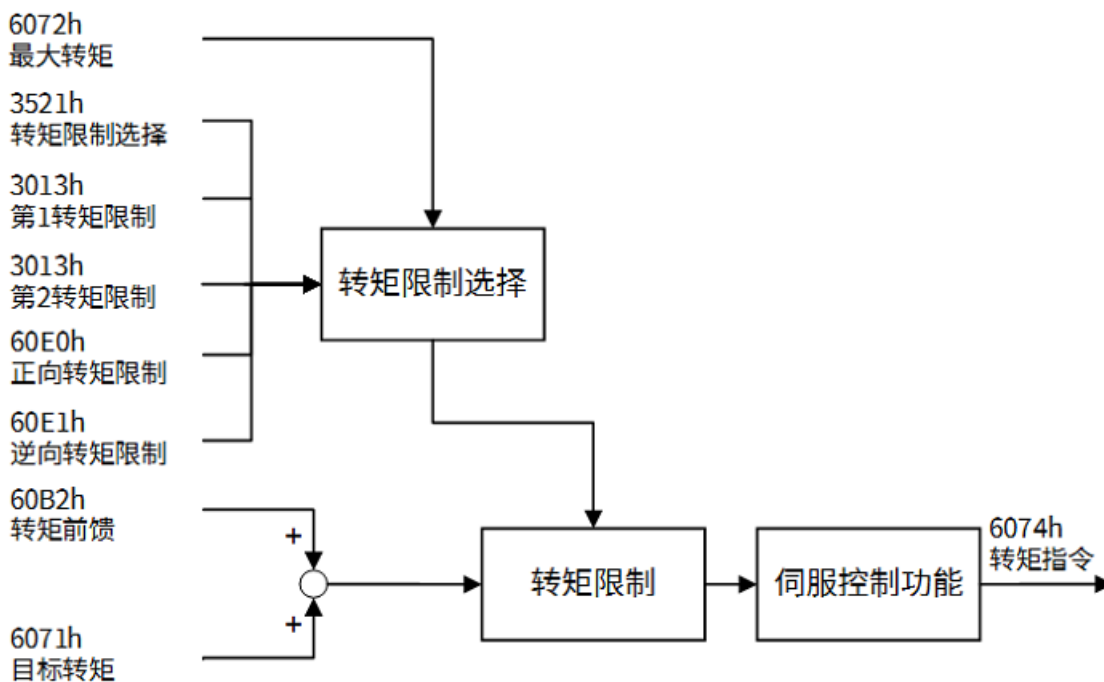 6072h
最大转矩
3521h
转矩限制选择
3013h
第1转矩限制
3013h
第2转矩限制
60E0h
正向转矩限制
60E1h
逆向转矩限制
转矩限制选择
60B2h
转矩前馈
+
+
6071h
目标转矩
转矩限制
伺服控制功能
6074h
转矩指令